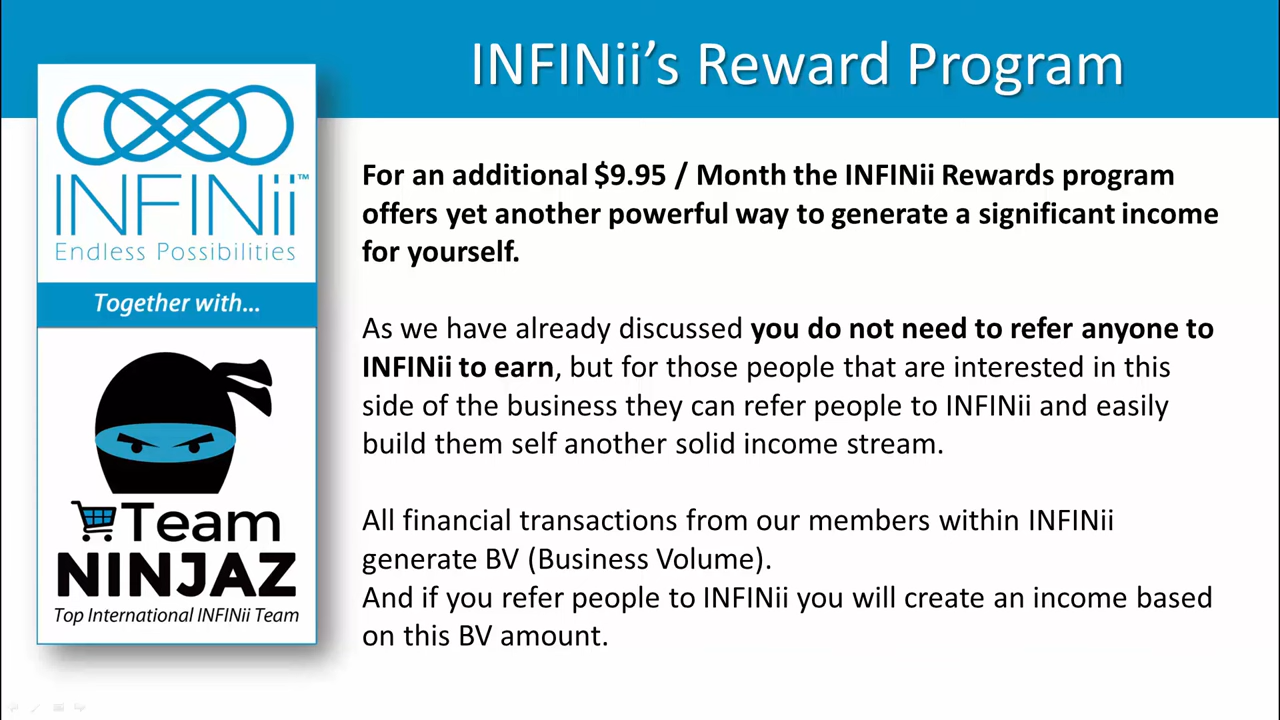 INFINii's Reward Program
INFINii™
Endless Possibilities
Together with...
Team
NINJAZ
Top International INFINii Team
For an additional $9.95 / Month the INFINii Rewards program
offers yet another powerful way to generate a significant income
for yourself.
As we have already discussed you do not need to refer anyone to
INFINii to earn, but for those people that are interested in this
side of the business they can refer people to INFINii and easily
build them self another solid income stream.
All financial transactions from our members within INFINii
generate BV (Business Volume).
And if you refer people to INFINii you will create an income based
on this BV amount.